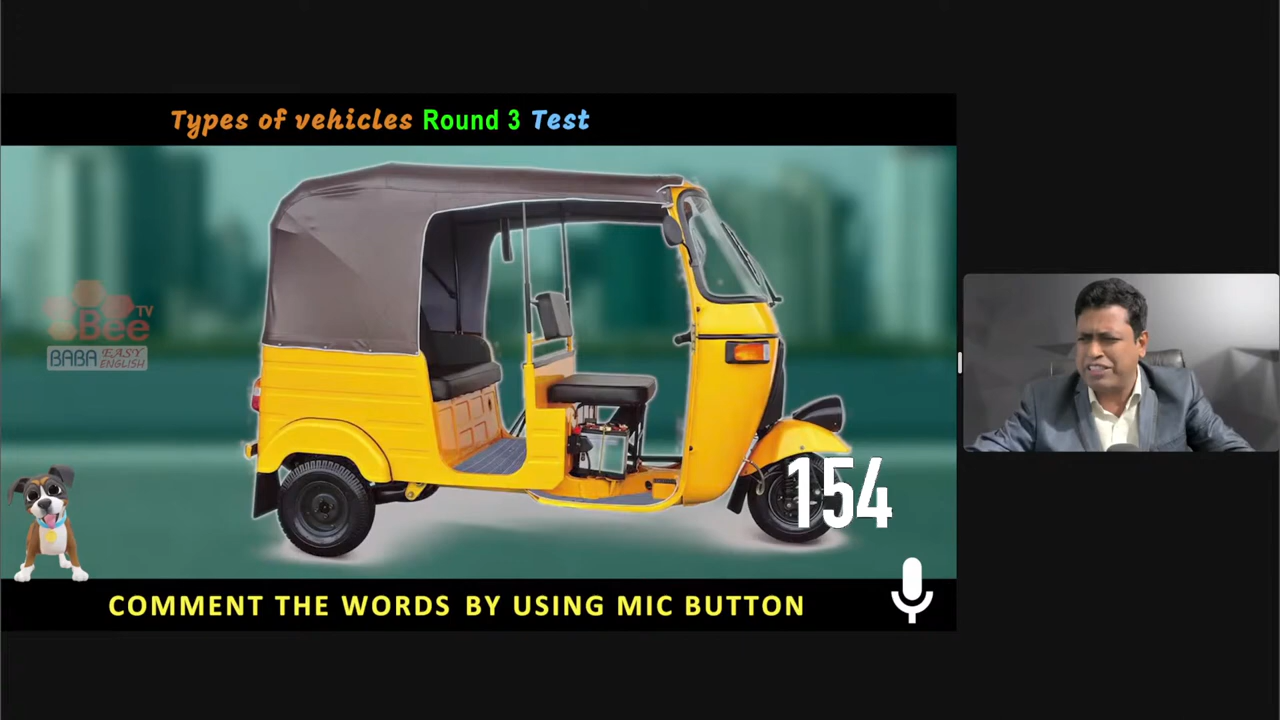 Types of vehicles Round 3 Test
Bee TV
BABA EASY ENGLISH
154
COMMENT THE WORDS BY USING MIC BUTTON